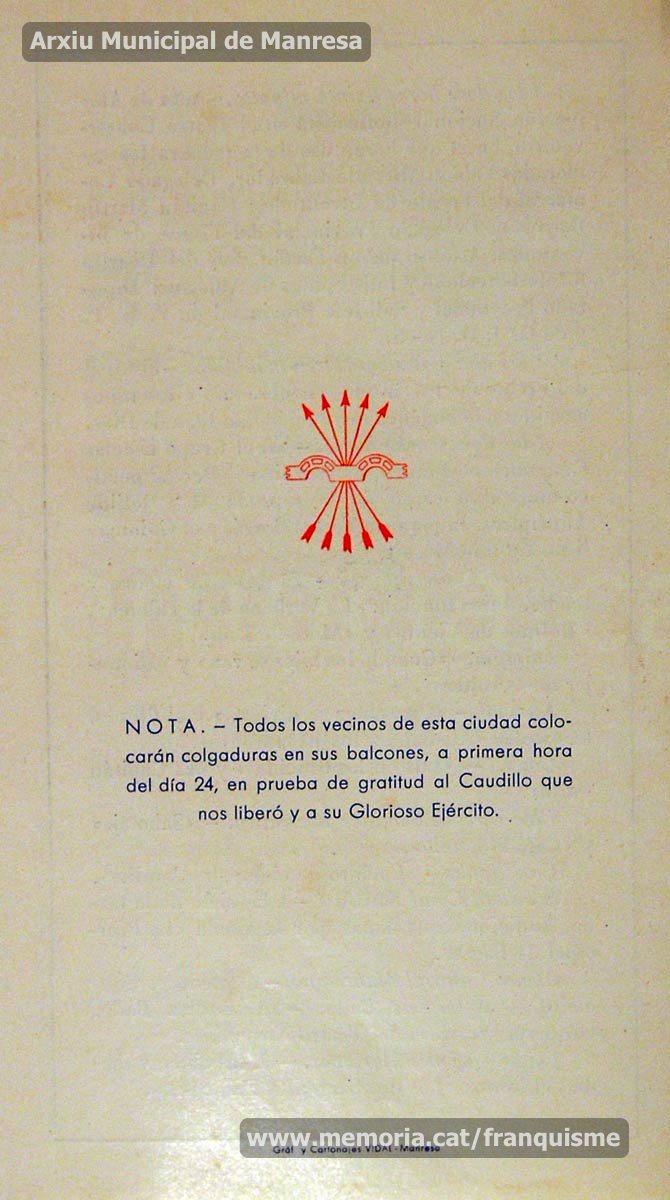 Arxiu Municipal de Manresa
NOTA. – Todos los vecinos de esta ciudad colo-
carán colgaduras en sus balcones, a primera hora
del día 24, en prueba de gratitud al Caudillo que
nos liberó y a su Glorioso Ejército.
www.memoria.cat/franquisme
Gráf. y Cartonajes VIDAL - Manresa